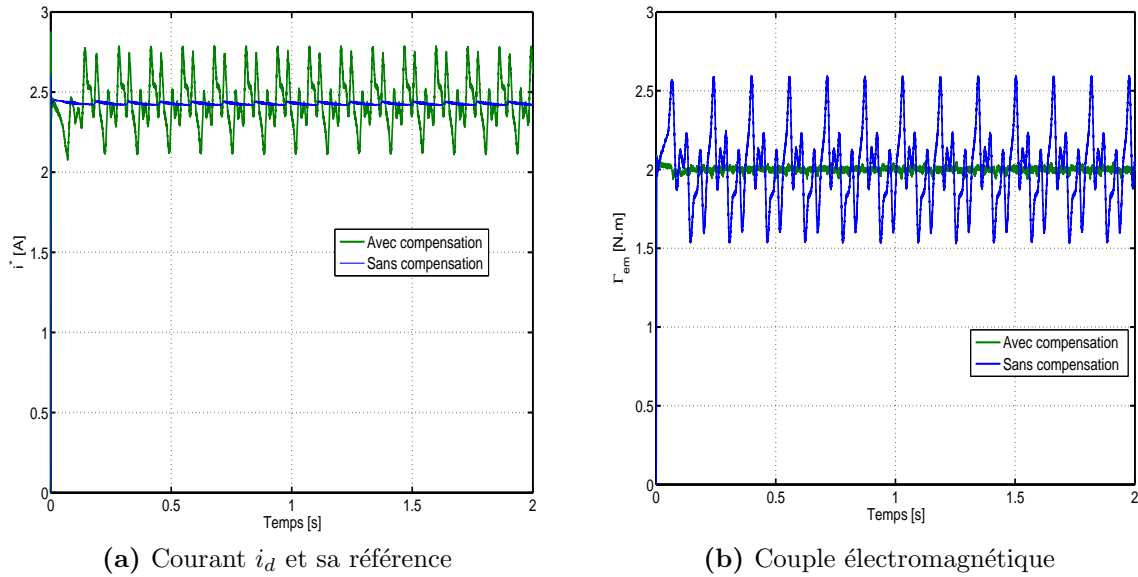 3
2.5
2
1.5
1
0.5
0
i* [A]
Avec compensation
Sans compensation
0
0.5
1
1.5
2
Temps [s]
(a) Courant i_d et sa référence
3
2.5
2
1.5
1
0.5
0
Γ_em [N.m]
Avec compensation
Sans compensation
0
0.5
1
1.5
2
Temps [s]
(b) Couple électromagnétique